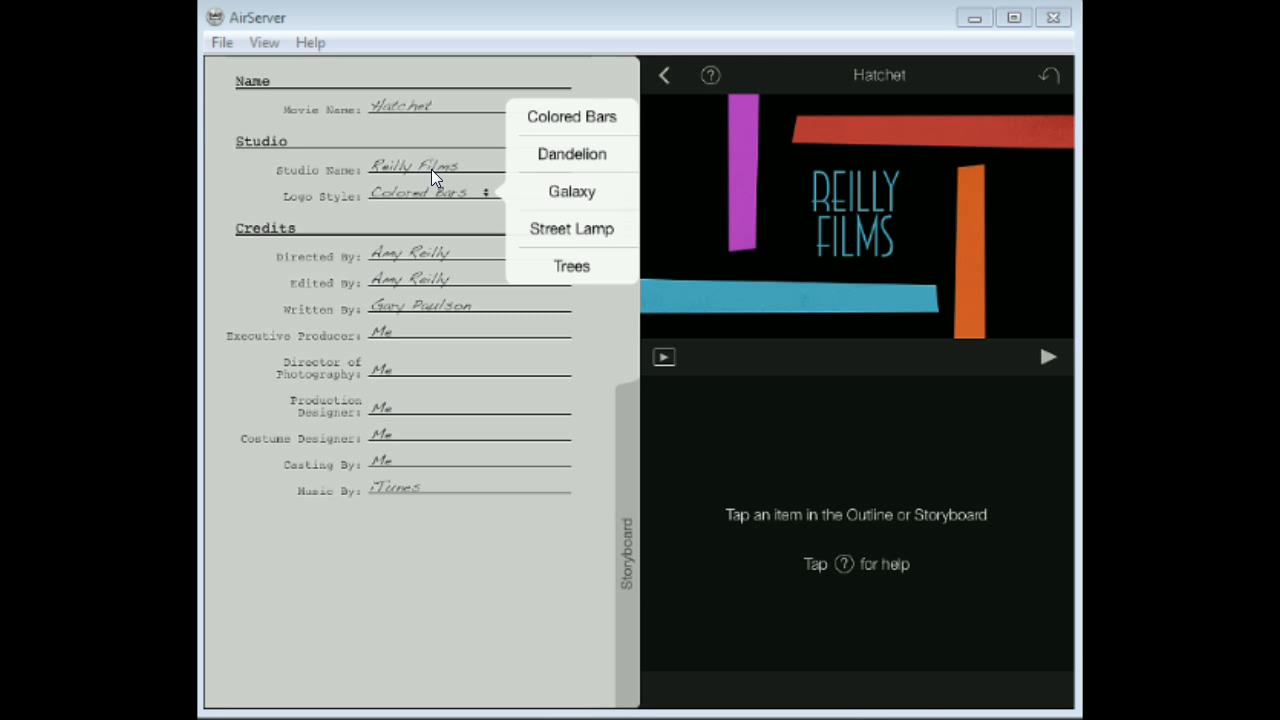 AirServer
File View Help
Name
Movie Name: Hatchet
Studio
Studio Name: Reilly Films
Logo Style: Colored Bars
Credits
Directed By: Amy Reilly
Edited By: Amy Reilly
Written By: Gary Paulson
Executive Producer: Me
Director of
Photography: Me
Production
Designer: Me
Costume Designer: Me
Casting By: Me
Music By: iTunes
Colored Bars
Dandelion
Galaxy
Street Lamp
Trees
Storyboard
? Hatchet
REILLY
FILMS
Tap an item in the Outline or Storyboard
Tap ? for help